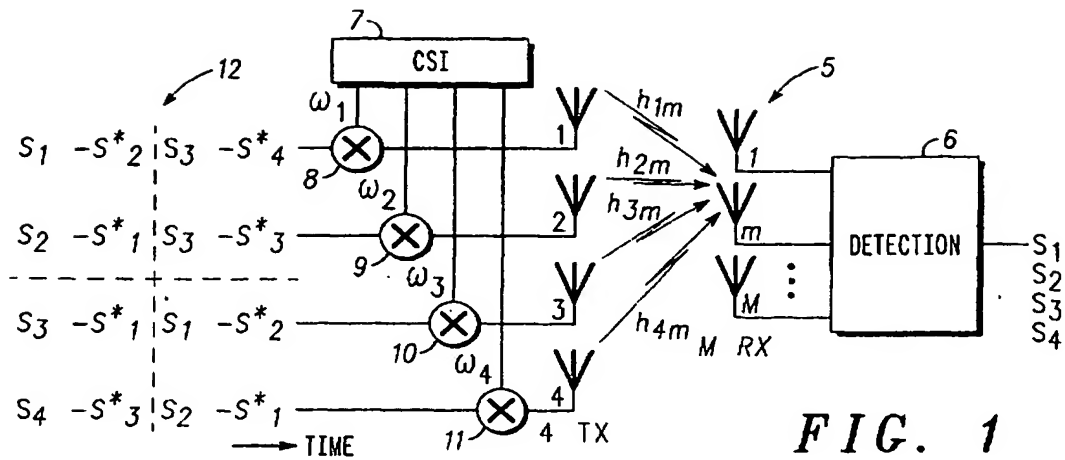 7
CSI
12
5
ω1
S1 -S*2 S3 -S*4
8
1
h1m
6
ω2
h2m
1
S2 -S*1 S3 -S*3
9
2
h3m
m
DETECTION
S1
S2
S3
S4
ω3
S3 -S*1 S1 -S*2
10
3
h4m
M
M RX
ω4
S4 -S*3 S2 -S*1
11
4
4 TX
TIME
FIG. 1